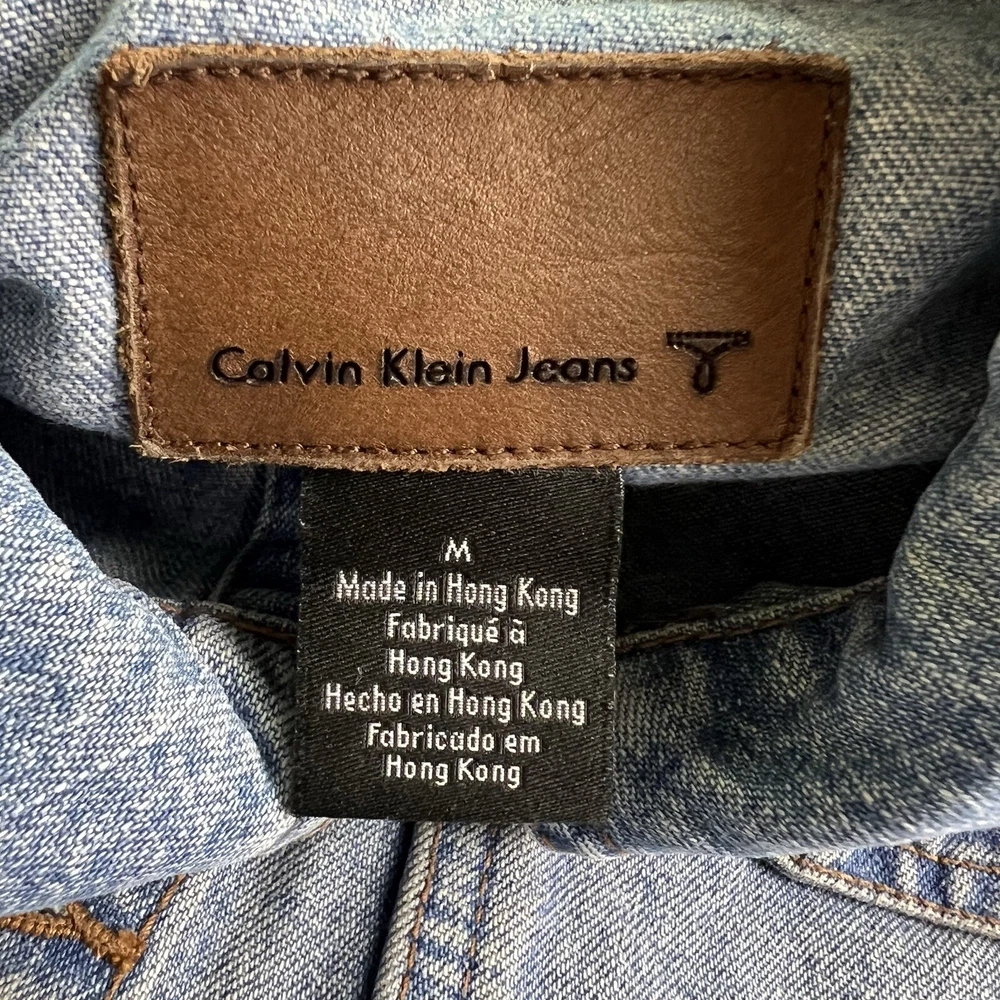 Calvin Klein Jeans
M
Made in Hong Kong
Fabriqué à
Hong Kong
Hecho en Hong Kong
Fabricado em
Hong Kong